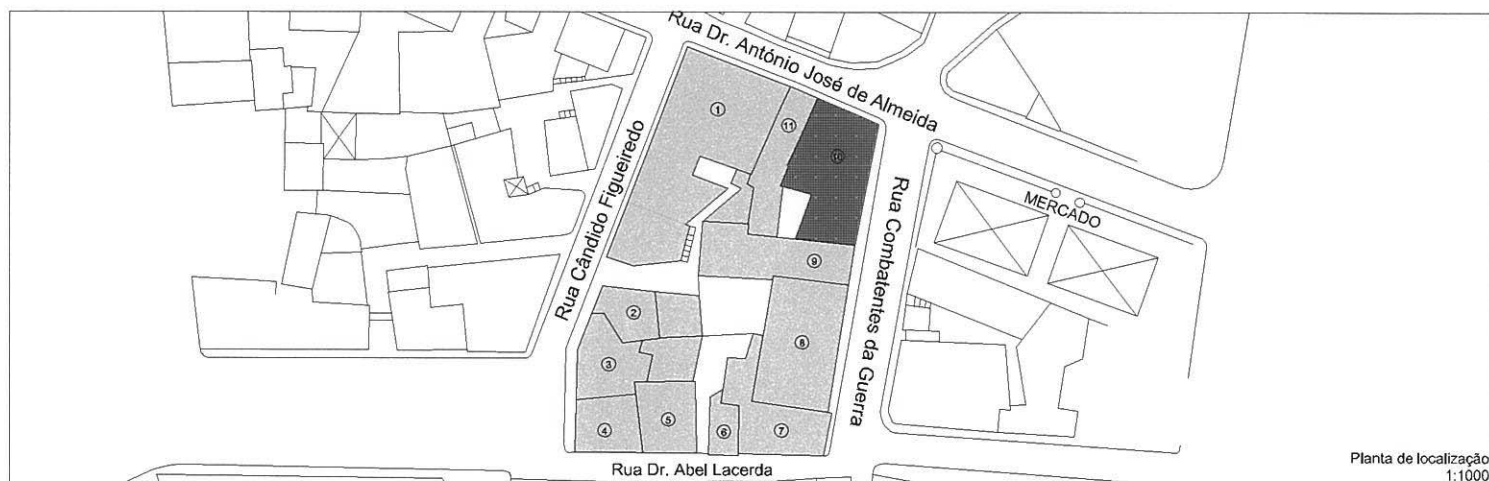 Rua Dr. António José de Almeida
1
11
10
Rua Cândido Figueiredo
Rua Combatentes da Guerra
MERCADO
9
2
8
3
4
5
6
7
Rua Dr. Abel Lacerda
Planta de localização
1:1000